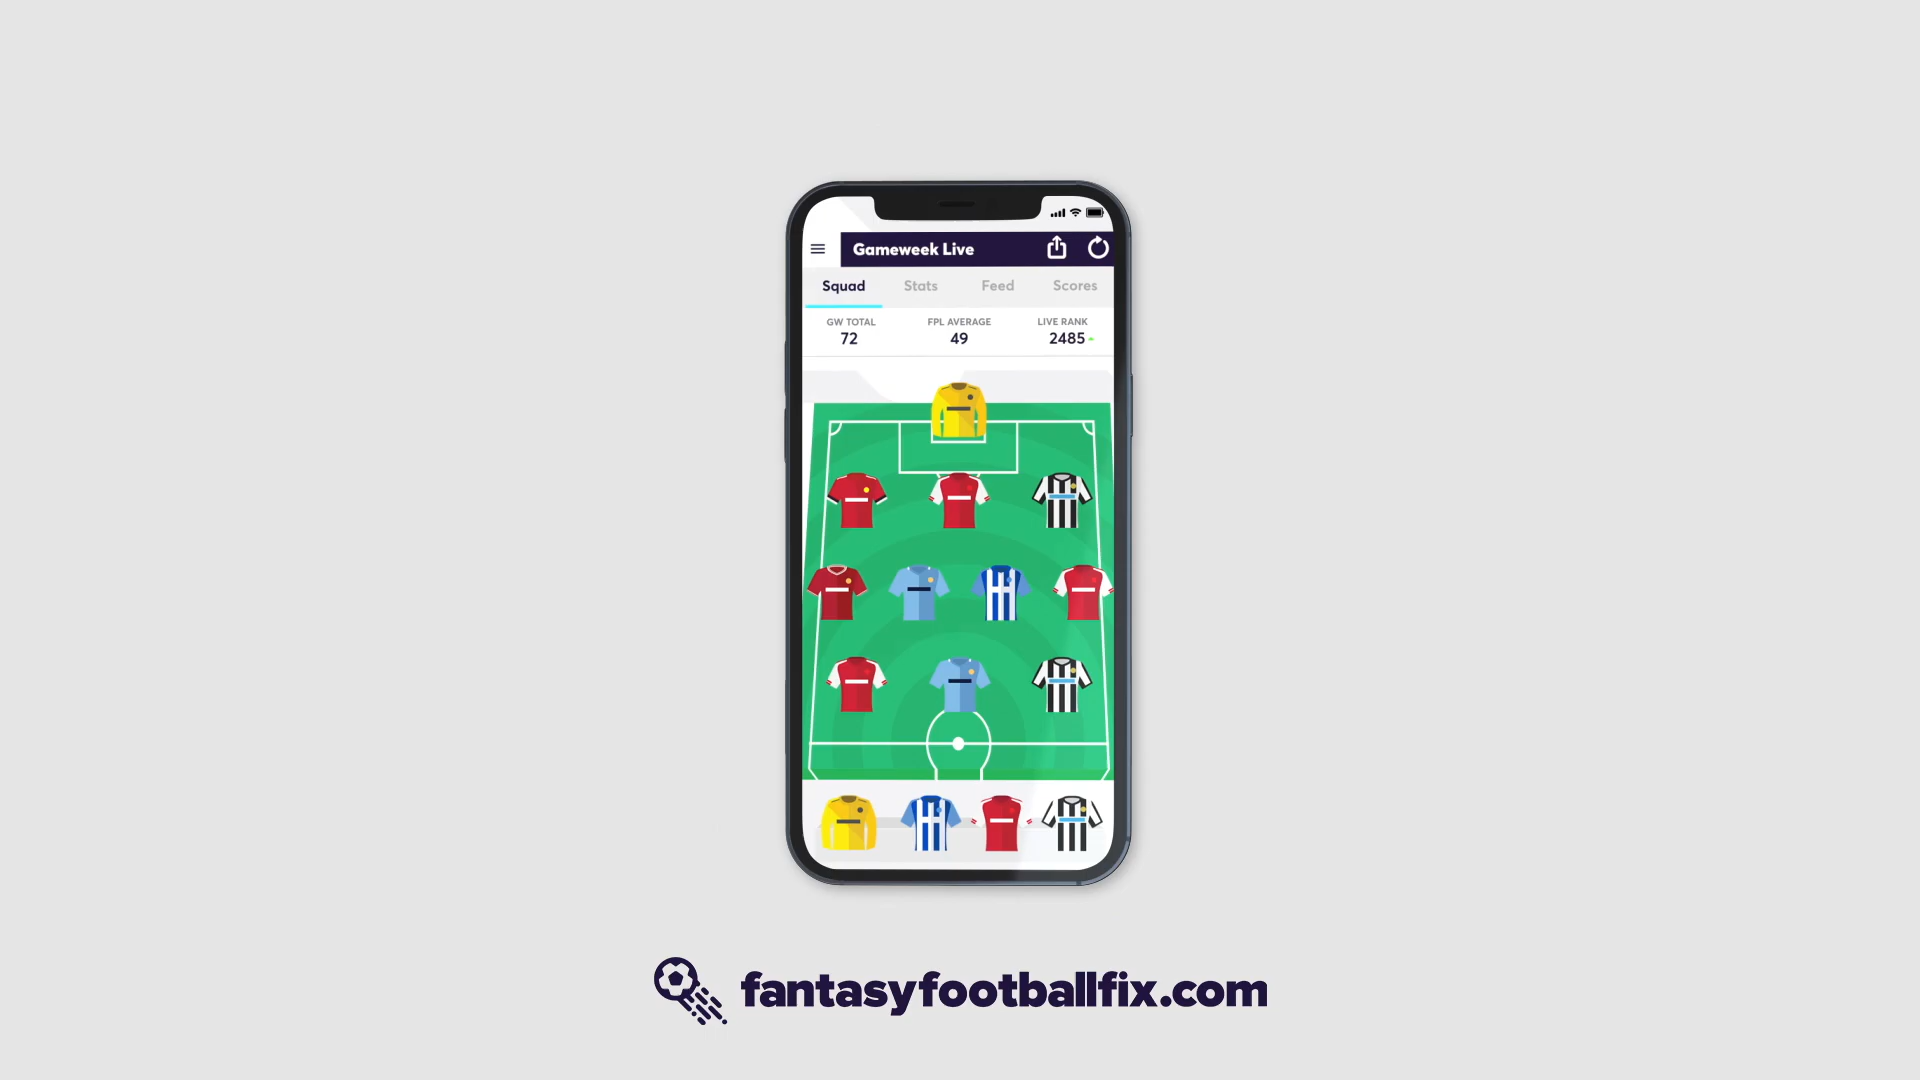 Gameweek Live
Squad Stats Feed Scores
GW TOTAL FPL AVERAGE LIVE RANK
72 49 2485
fantasyfootballfix.com